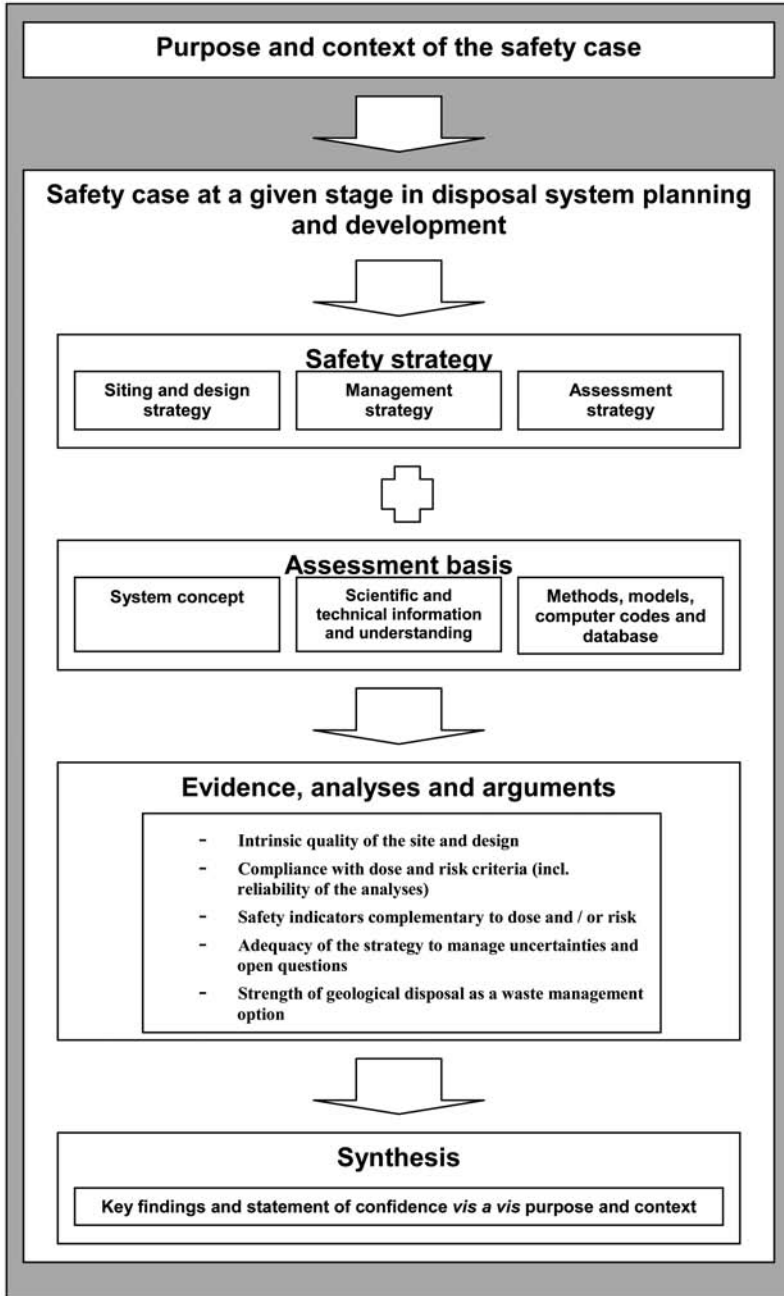 Purpose and context of the safety case
Safety case at a given stage in disposal system planning
and development
Safety strategy
Siting and design
strategy
Management
strategy
Assessment
strategy
Assessment basis
System concept
Scientific and
technical information
and understanding
Methods, models,
computer codes and
database
Evidence, analyses and arguments
- Intrinsic quality of the site and design
- Compliance with dose and risk criteria (incl.
reliability of the analyses)
- Safety indicators complementary to dose and / or risk
- Adequacy of the strategy to manage uncertainties and
open questions
- Strength of geological disposal as a waste management
option
Synthesis
Key findings and statement of confidence vis a vis purpose and context